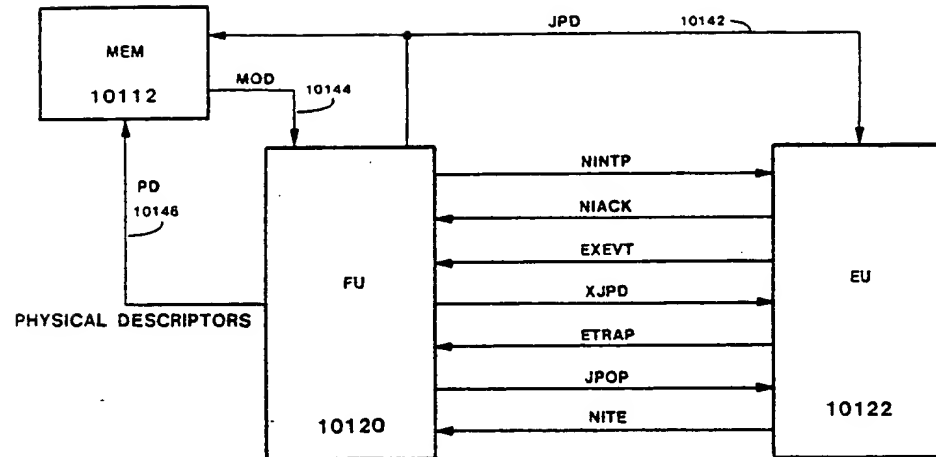 JPD
10142
MEM
10112
MOD
10144
PD
10146
PHYSICAL DESCRIPTORS
FU
10120
NINTP
NIACK
EXEVT
XJPD
ETRAP
JPOP
NITE
EU
10122